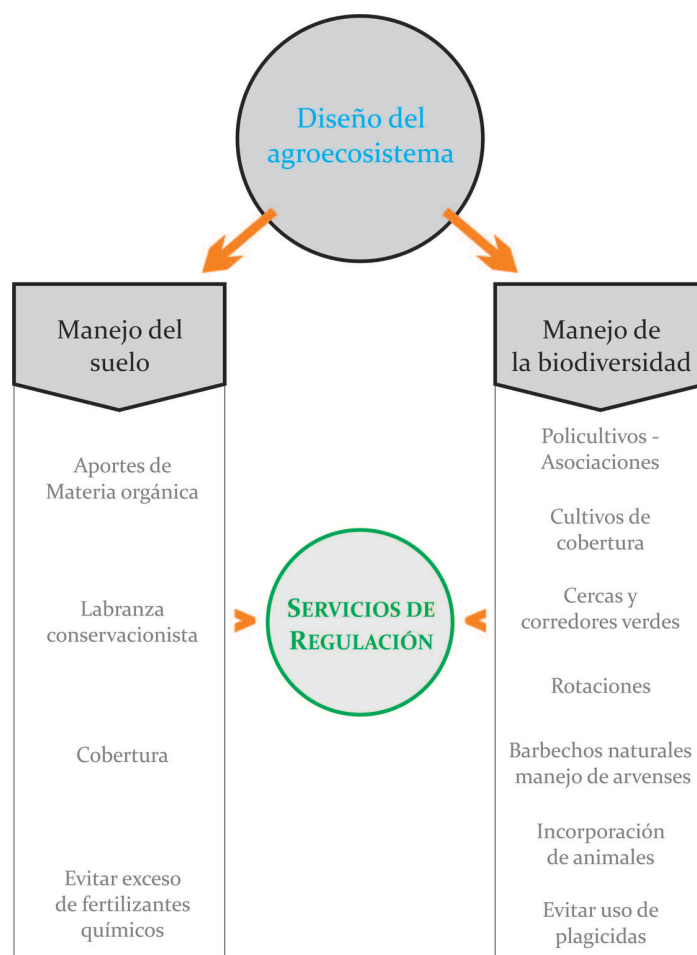 Diseño del
agroecosistema
Manejo del
suelo
Aportes de
Materia orgánica
Labranza
conservacionista
Cobertura
Evitar exceso
de fertilizantes
químicos
SERVICIOS DE
REGULACIÓN
Manejo de
la biodiversidad
Policultivos -
Asociaciones
Cultivos de
cobertura
Cercas y
corredores verdes
Rotaciones
Barbechos naturales
manejo de arvenses
Incorporación
de animales
Evitar uso de
plagicidas